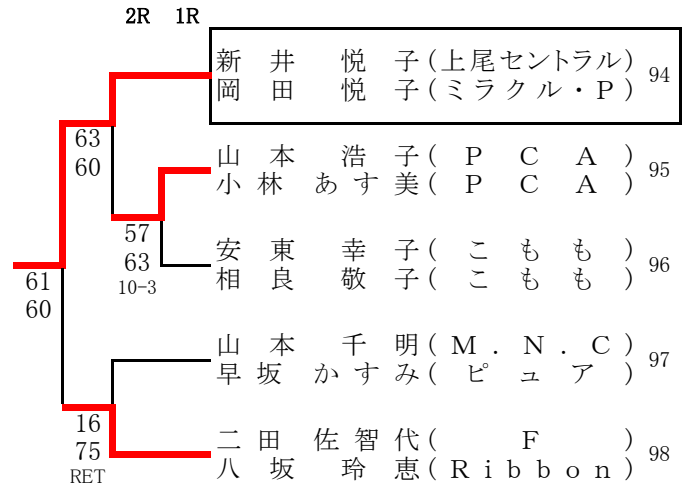 2R 1R
新井 悦子(上尾セントラル) 94
岡田 悦子(ミラクル・P)
63
60
山本 浩子(PCA) 95
小林 あす美(PCA)
57
63
10-3
安東 幸子(こもも) 96
相良 敬子(こもも)
61
60
山本 千明(M.N.C) 97
早坂 かすみ(ピュア)
16
75
RET
二田 佐智代(F) 98
八坂 玲恵(Ribbon)